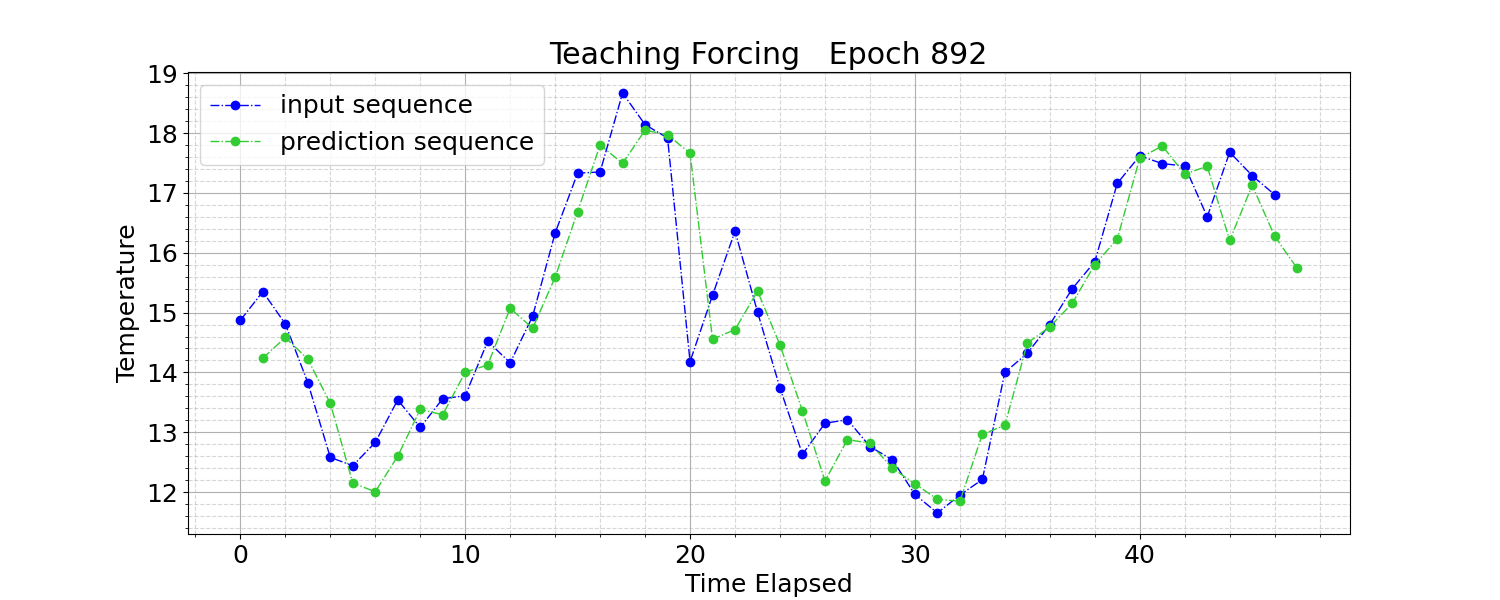 Teaching Forcing   Epoch 892
19
18
17
16
15
14
13
12
Temperature
input sequence
prediction sequence
0 10 20 30 40
Time Elapsed